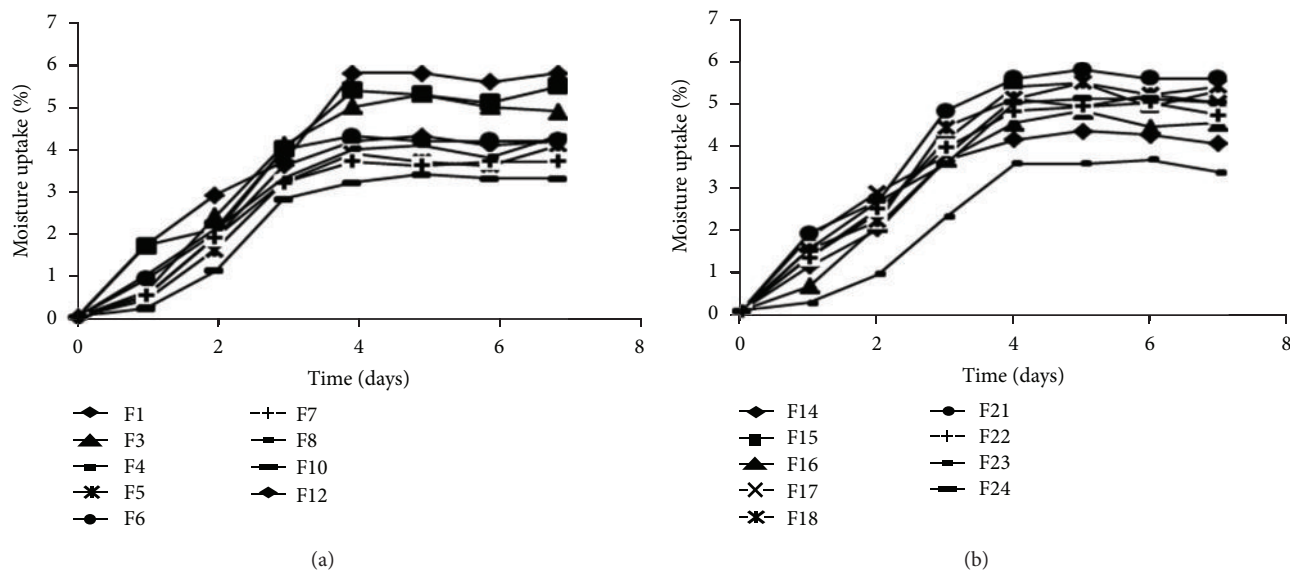 7
6
5
4
3
2
1
0
Moisture uptake (%)
0 2 4 6 8
Time (days)
F1 F7
F3 F8
F4 F10
F5 F12
F6
(a)
7
6
5
4
3
2
1
0
Moisture uptake (%)
0 2 4 6 8
Time (days)
F14 F21
F15 F22
F16 F23
F17 F24
F18
(b)